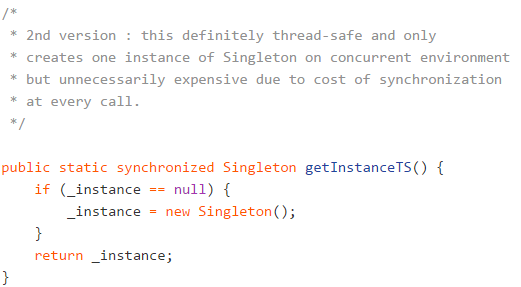 /*
 * 2nd version : this definitely thread-safe and only
 * creates one instance of Singleton on concurrent environment
 * but unnecessarily expensive due to cost of synchronization
 * at every call.
 */

public static synchronized Singleton getInstanceTS() {
    if (_instance == null) {
        _instance = new Singleton();
    }
    return _instance;
}